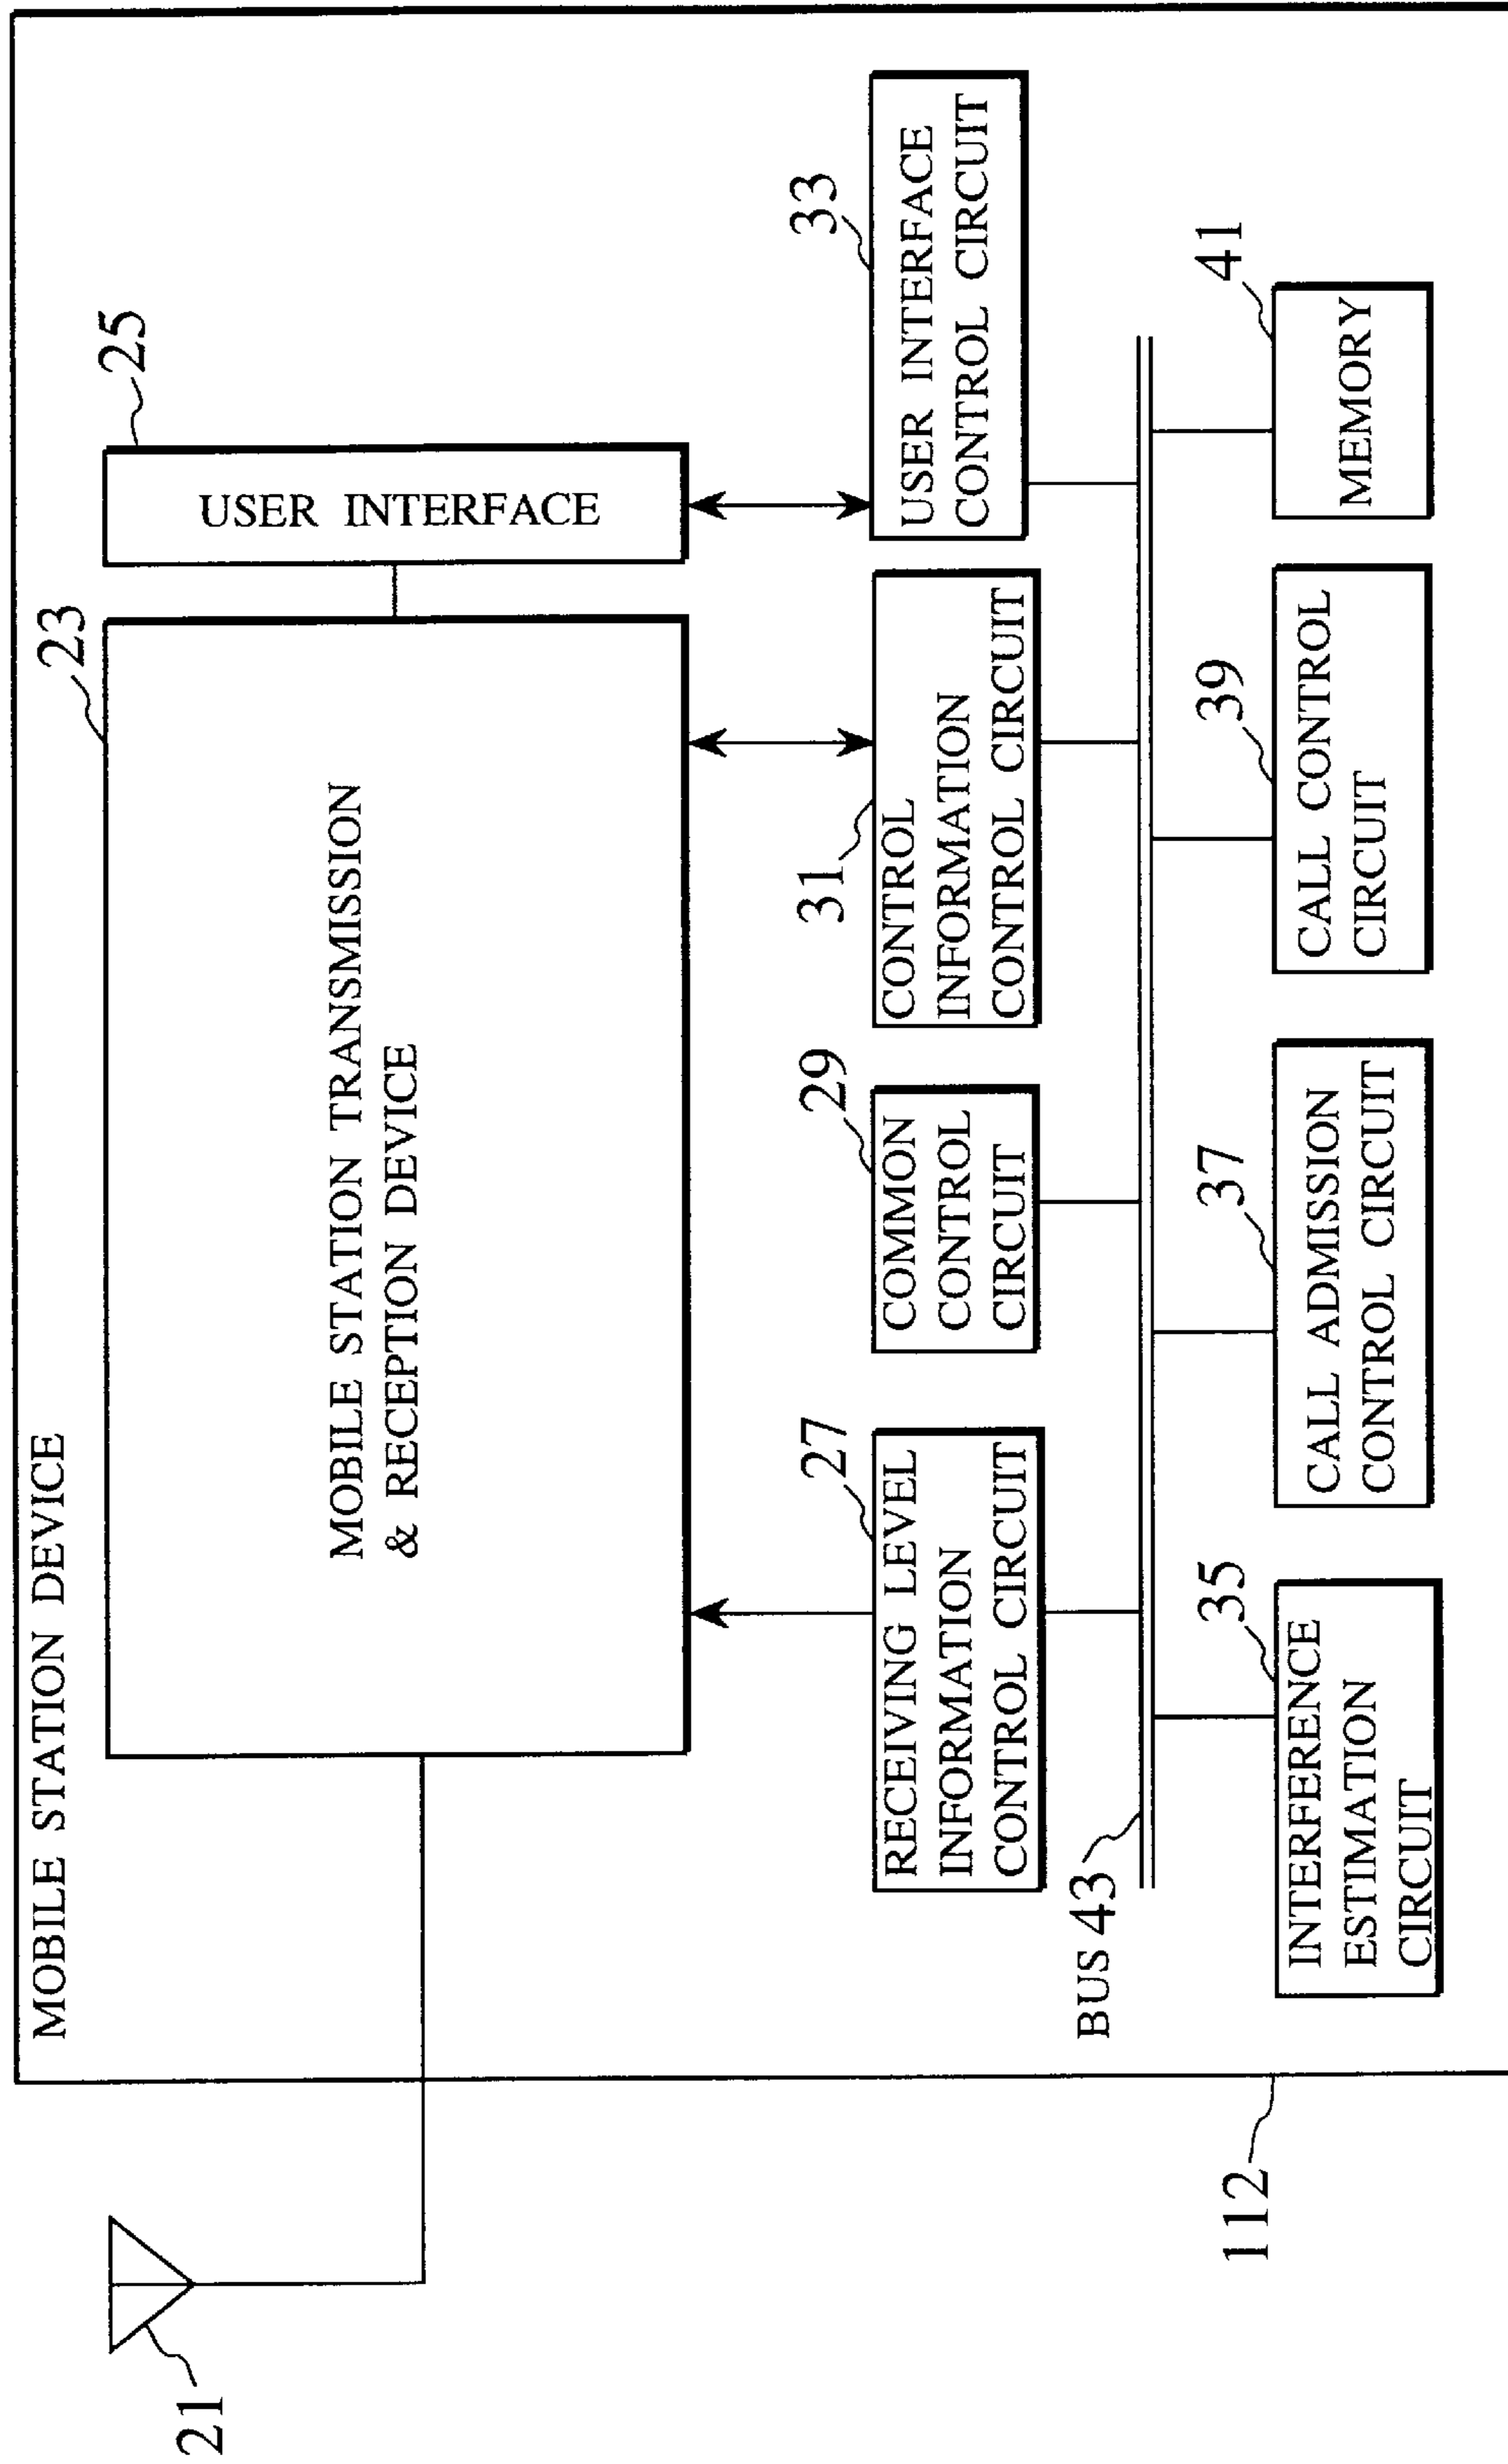 MOBILE STATION DEVICE
21
23
25
MOBILE STATION TRANSMISSION
& RECEPTION DEVICE
USER INTERFACE
27
29
31
33
RECEIVING LEVEL
INFORMATION
CONTROL CIRCUIT
COMMON
CONTROL
CIRCUIT
CONTROL
INFORMATION
CONTROL CIRCUIT
USER INTERFACE
CONTROL CIRCUIT
BUS 43
35
37
39
41
INTERFERENCE
ESTIMATION
CIRCUIT
CALL ADMISSION
CONTROL CIRCUIT
CALL CONTROL
CIRCUIT
MEMORY
112